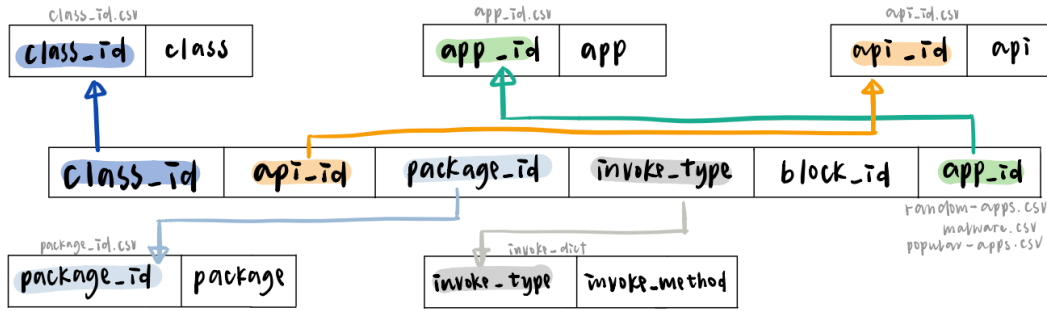 class_id.csv
class_id class
app_id.csv
app_id app
api_id.csv
api_id api
class_id api_id package_id invoke_type block_id app_id
random-apps.csv
malware.csv
popular-apps.csv
package_id.csv
package_id package
invoke_dict
invoke_type invoke_method